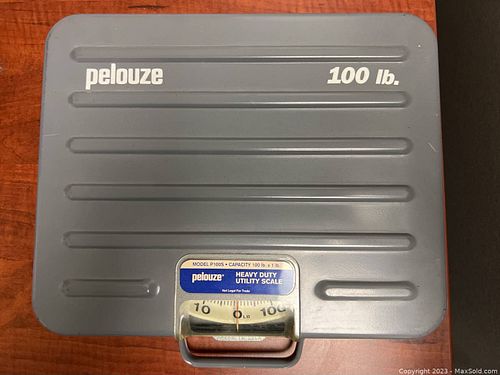 pelouze
100 lb.
MODEL P100S • CAPACITY 100 lb. x 1 lb.
pelouze HEAVY DUTY
UTILITY SCALE
Not Legal For Trade
10 0 LB 100
Copyright 2023 - MaxSold.com